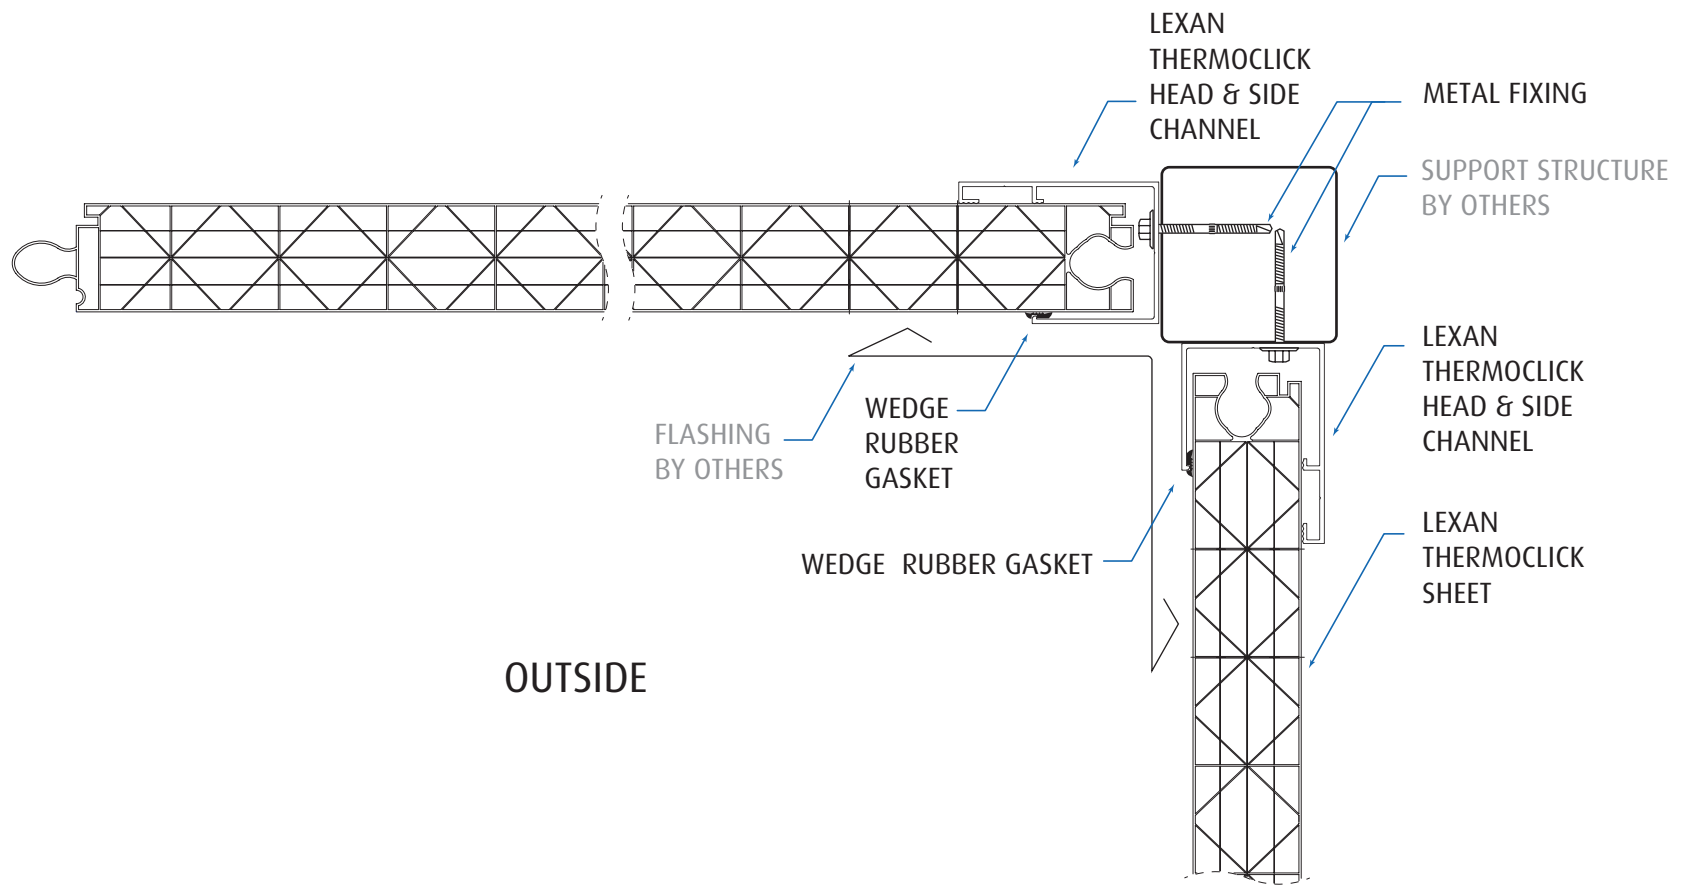 LEXAN
THERMOCLICK
HEAD & SIDE
CHANNEL
METAL FIXING
SUPPORT STRUCTURE
BY OTHERS
LEXAN
THERMOCLICK
HEAD & SIDE
CHANNEL
WEDGE
RUBBER
GASKET
FLASHING
BY OTHERS
LEXAN
THERMOCLICK
SHEET
WEDGE RUBBER GASKET
OUTSIDE